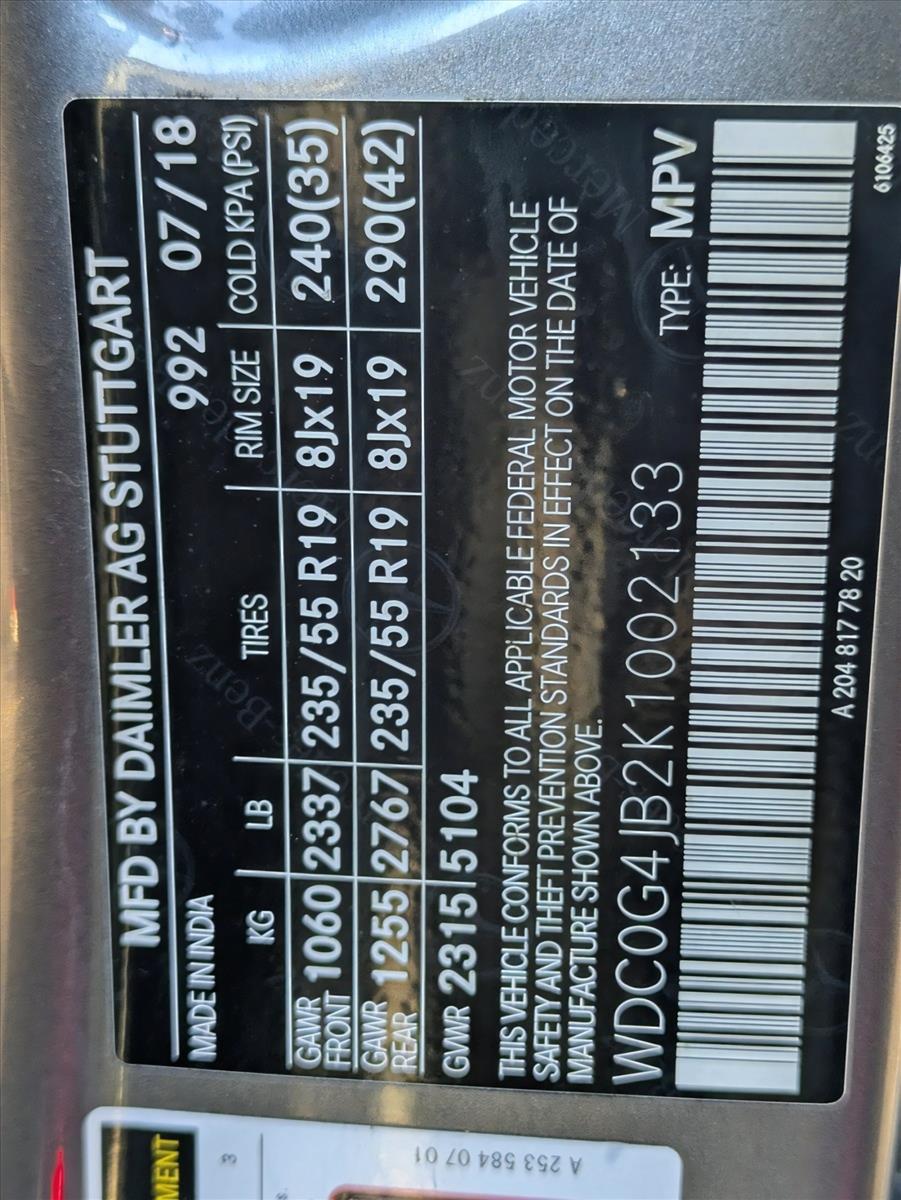 MFD BY DAIMLER AG STUTTGART
MADE IN INDIA 992 07/18
KG LB TIRES RIM SIZE COLD KPA(PSI)
GAWR FRONT 1060 2337 235/55 R19 8Jx19 240(35)
GAWR REAR 1255 2767 235/55 R19 8Jx19 290(42)
GWR 2315 5104
THIS VEHICLE CONFORMS TO ALL APPLICABLE FEDERAL MOTOR VEHICLE
SAFETY AND THEFT PREVENTION STANDARDS IN EFFECT ON THE DATE OF
MANUFACTURE SHOWN ABOVE.
WDC0G4JB2K1002133 TYPE: MPV
A 204 817 78 20 6106425
MENT
3
A 253 584 07 01